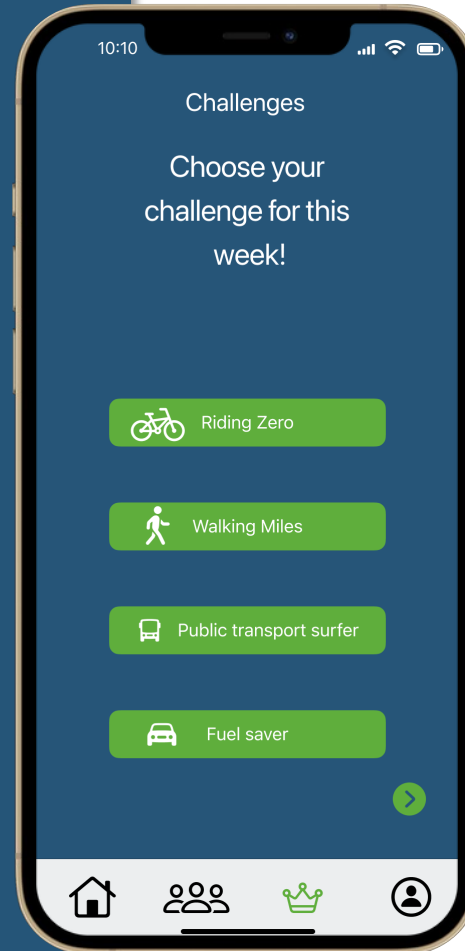 10:10
Challenges
Choose your
challenge for this
week!
Riding Zero
Walking Miles
Public transport surfer
Fuel saver